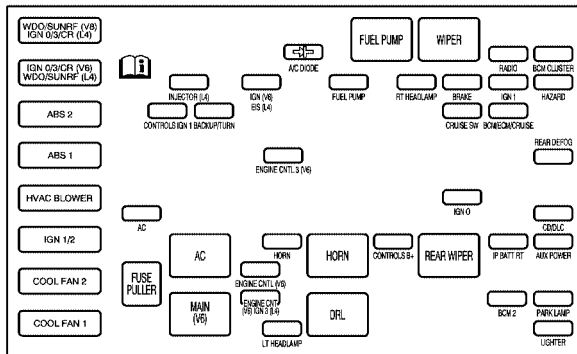 WDO/SUNRF (V6)
IGN 0/3/CR (L4)
FUEL PUMP
WIPER
A/C DIODE
RADIO
BCM CLUSTER
IGN 0/3/CR (V6)
WDO/SUNRF (L4)
INJECTOR (L4)
IGN (V6)
EIS (L4)
FUEL PUMP
RT HEADLAMP
BRAKE
IGN 1
HAZARD
ABS 2
CONTROLS IGN 1
BACKUP/TURN
CRUISE SW
BCM/ECM/CRUISE
ABS 1
ENGINE CNTL 3 (V6)
REAR DEFOG
HVAC BLOWER
IGN 0
AC
CD/DLC
IGN 1/2
AC
HORN
HORN
CONTROLS B+
REAR WIPER
IP BATT RT
AUX POWER
COOL FAN 2
FUSE
PULLER
ENGINE CNTL (V6)
MAIN
(V6)
ENGINE CNT
(V6) IGN 3 (L4)
DRL
BCM 2
PARK LAMP
COOL FAN 1
LT HEADLAMP
LIGHTER